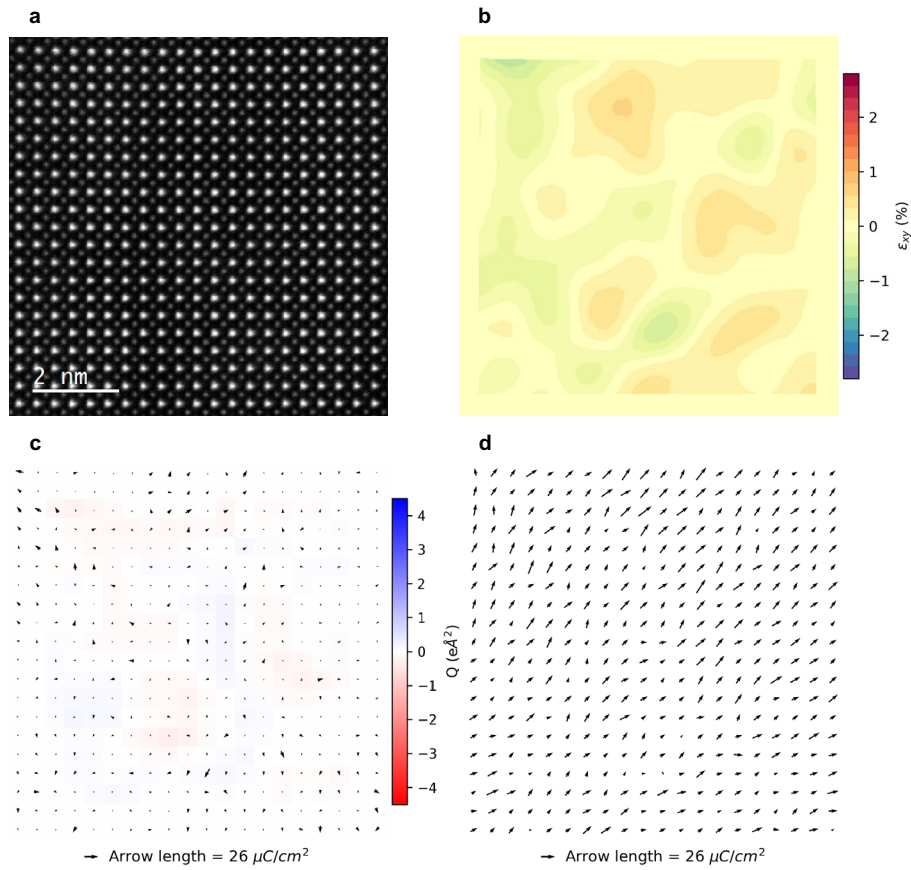 a
b
2 nm
2
1
0
−1
−2
εxy (%)
c
d
4
3
2
1
0
−1
−2
−3
−4
Q (eÅ²)
Arrow length = 26 μC/cm²
Arrow length = 26 μC/cm²